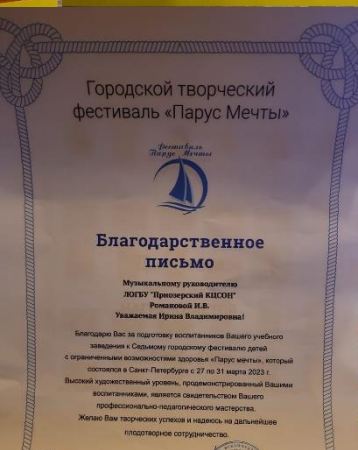 Городской творческий
фестиваль «Парус Мечты»
Фестиваль
Парус Мечты
Благодарственное
письмо
Музыкальному руководителю
ЛОГБУ "Приозерский КЦСОН"
Романовой И.В.
Уважаемая Ирина Владимировна!
Благодарю Вас за подготовку воспитанников Вашего учебного
заведения к Седьмому городскому фестивалю детей
с ограниченными возможностями здоровья «Парус мечты», который
состоялся в Санкт-Петербурге с 27 по 31 марта 2023 г.
Высокий художественный уровень, продемонстрированный Вашими
воспитанниками, является свидетельством Вашего
профессионально-педагогического мастерства.
Желаю Вам творческих успехов и надеюсь на дальнейшее
плодотворное сотрудничество.